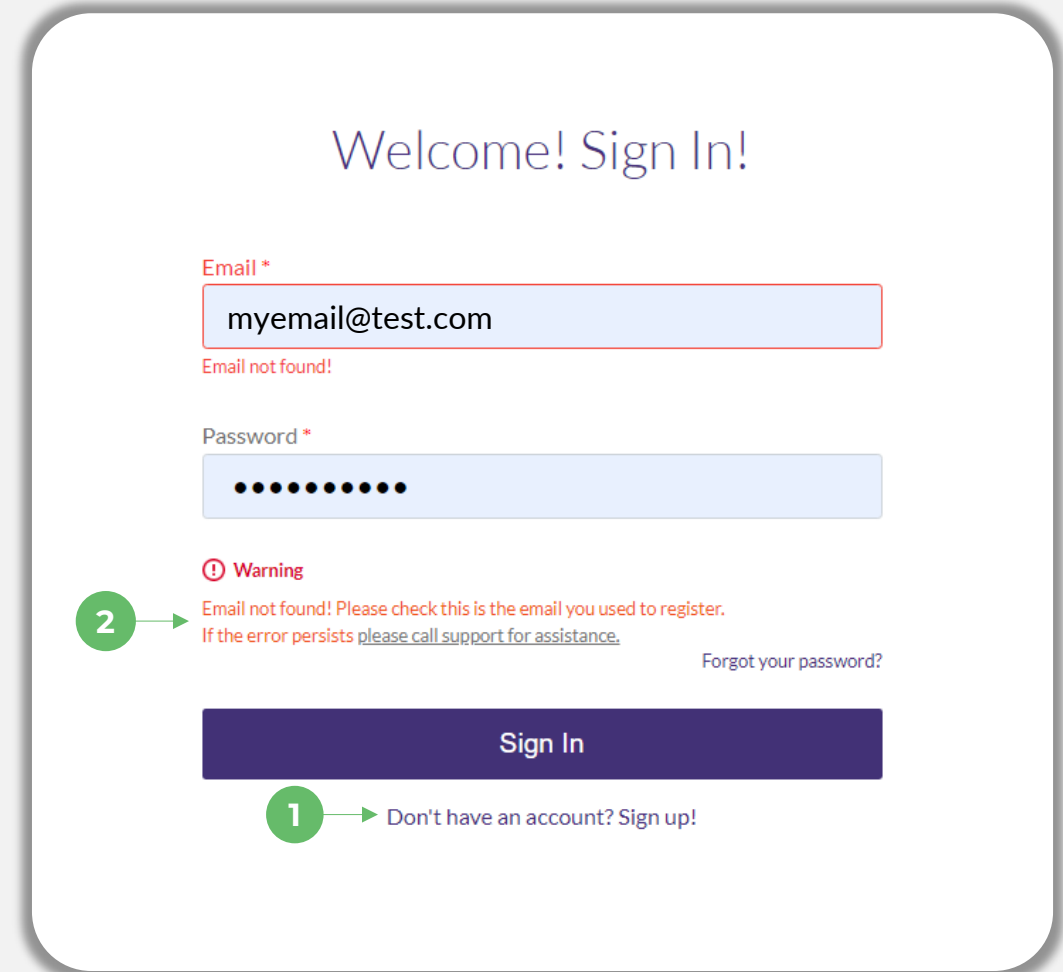 Welcome! Sign In!
Email *
myemail@test.com
Email not found!
Password *
! Warning
2
Email not found! Please check this is the email you used to register.
If the error persists please call support for assistance.
Forgot your password?
Sign In
1
Don't have an account? Sign up!